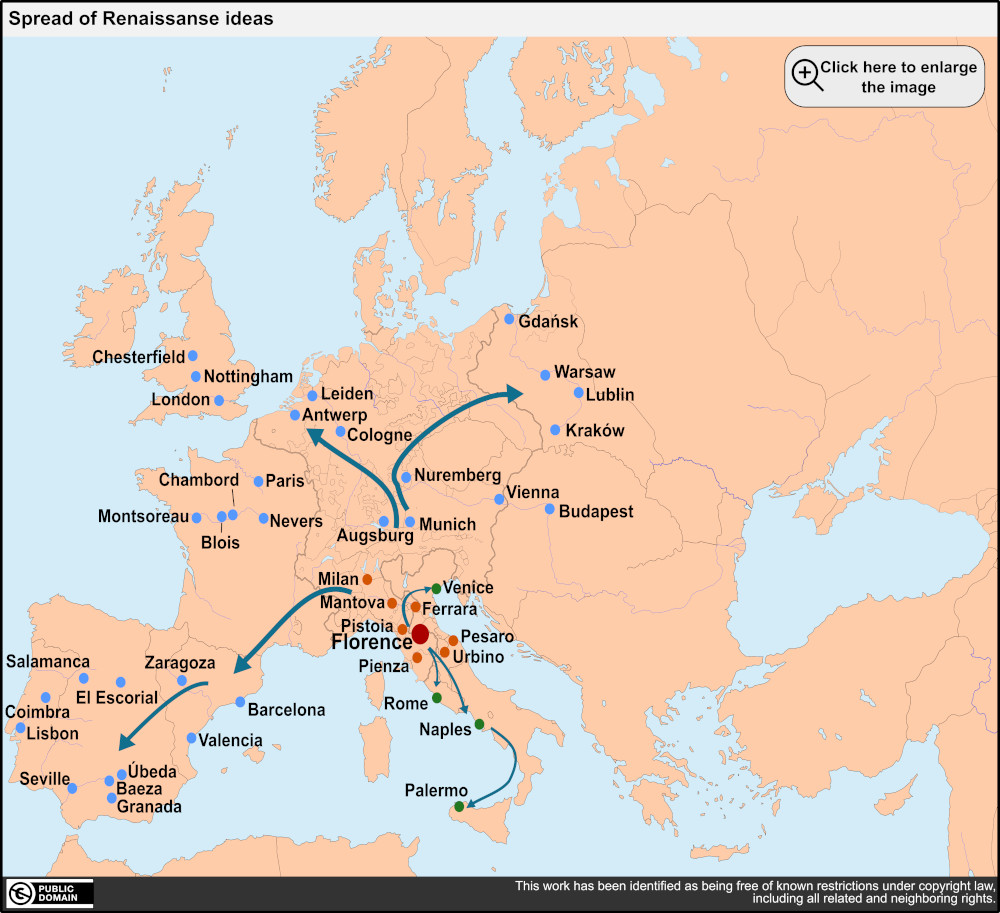 Spread of Renaissanse ideas
Click here to enlarge
the image
Gdańsk
Chesterfield
Nottingham
London
Leiden
Antwerp
Cologne
Warsaw
Lublin
Kraków
Chambord
Paris
Nuremberg
Vienna
Budapest
Montsoreau
Blois
Nevers
Augsburg
Munich
Milan
Venice
Mantova
Ferrara
Pistoia
Florence
Pesaro
Urbino
Pienza
Salamanca
Zaragoza
El Escorial
Coimbra
Lisbon
Barcelona
Rome
Naples
Valencia
Seville
Úbeda
Baeza
Granada
Palermo
PUBLIC
DOMAIN
This work has been identified as being free of known restrictions under copyright law,
including all related and neighboring rights.